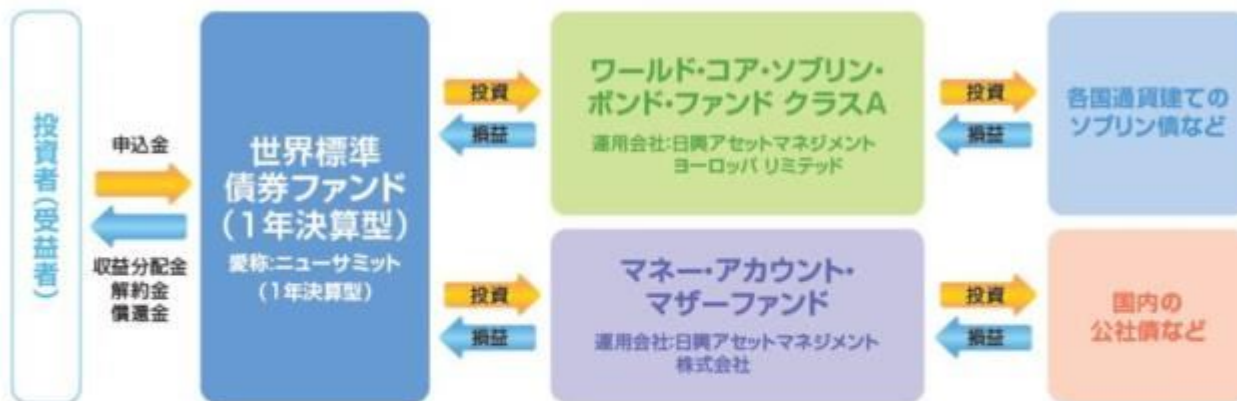 投資者(受益者)
申込金
収益分配金
解約金
償還金
世界標準
債券ファンド
(1年決算型)
愛称:ニューサミット
(1年決算型)
投資
損益
ワールド・コア・ソブリン・
ボンド・ファンド クラスA
運用会社:日興アセットマネジメント
ヨーロッパ リミテッド
投資
損益
各国通貨建ての
ソブリン債など
投資
損益
マネー・アカウント・
マザーファンド
運用会社:日興アセットマネジメント
株式会社
投資
損益
国内の
公社債など